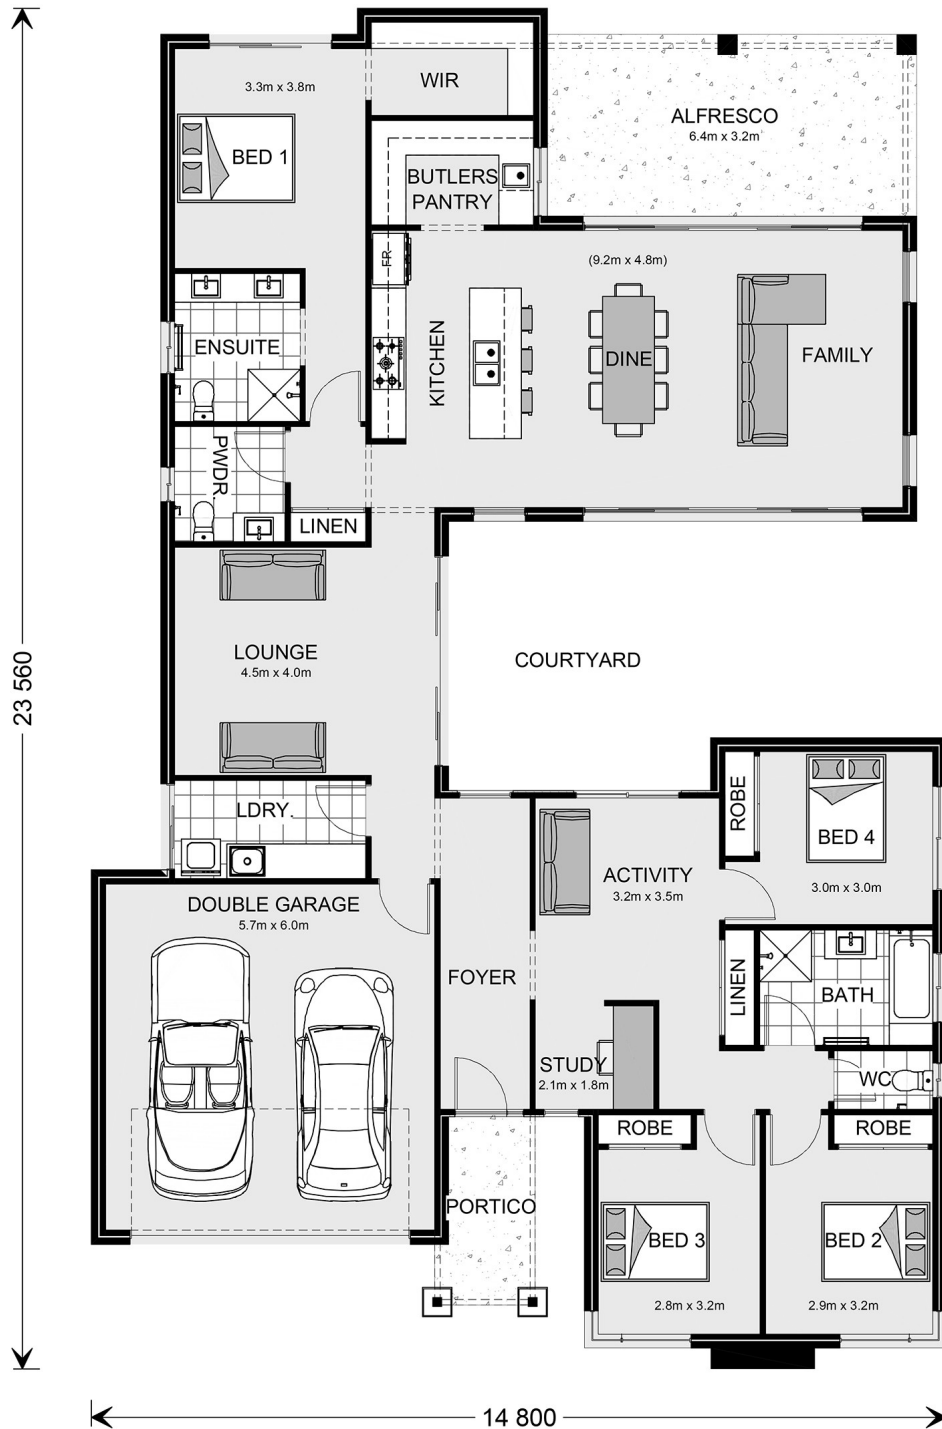 3.3m x 3.8m
WIR
BED 1
ALFRESCO
6.4m x 3.2m
BUTLERS
PANTRY
FR
(9.2m x 4.8m)
ENSUITE
KITCHEN
DINE
FAMILY
PWDR.
LINEN
LOUNGE
4.5m x 4.0m
COURTYARD
23 560
LDRY.
ROBE
BED 4
3.0m x 3.0m
ACTIVITY
3.2m x 3.5m
DOUBLE GARAGE
5.7m x 6.0m
FOYER
LINEN
BATH
STUDY
2.1m x 1.8m
WC
ROBE
ROBE
PORTICO
BED 3
BED 2
2.8m x 3.2m
2.9m x 3.2m
14 800